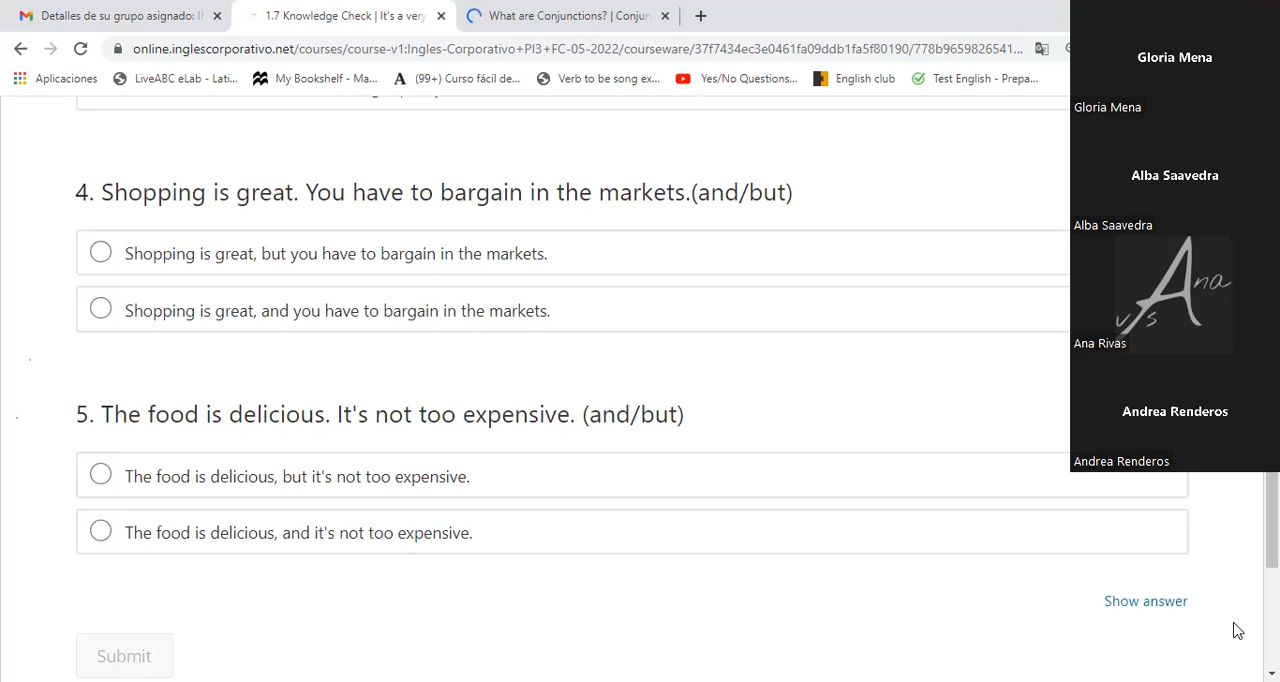 Detalles de su grupo asignado: I
1.7 Knowledge Check | It's a very
What are Conjunctions? | Conjun
online.inglescorporativo.net/courses/course-v1:Ingles-Corporativo+PI3+FC-05-2022/courseware/37f7434ec3e0461fa09ddb1fa5f80190/778b9659826541...
Aplicaciones
LiveABC eLab - Lati...
My Bookshelf - Ma...
(99+) Curso fácil de...
Verb to be song ex...
Yes/No Questions...
English club
Test English - Prepa...
4. Shopping is great. You have to bargain in the markets.(and/but)
Shopping is great, but you have to bargain in the markets.
Shopping is great, and you have to bargain in the markets.
5. The food is delicious. It's not too expensive. (and/but)
The food is delicious, but it's not too expensive.
The food is delicious, and it's not too expensive.
Show answer
Submit
Gloria Mena
Gloria Mena
Alba Saavedra
Alba Saavedra
Ana
Ana Rivas
Andrea Renderos
Andrea Renderos